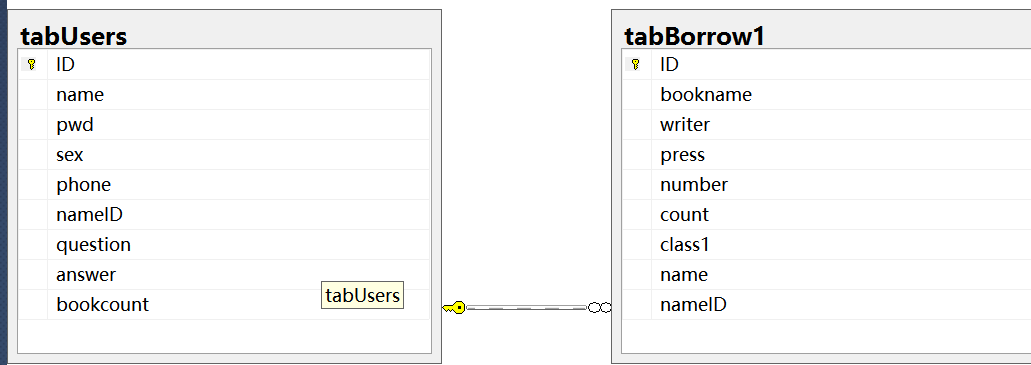 tabUsers
ID
name
pwd
sex
phone
nameID
question
answer
bookcount
tabUsers
tabBorrow1
ID
bookname
writer
press
number
count
class1
name
nameID